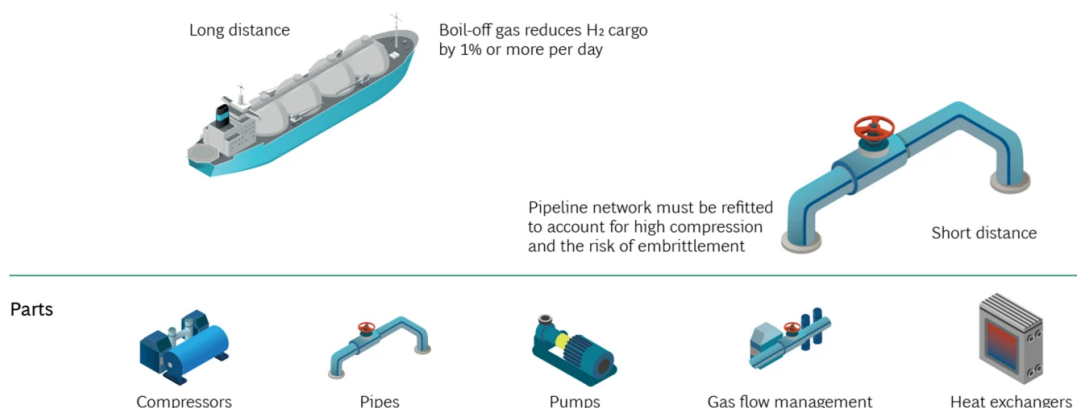 Long distance
Boil-off gas reduces H₂ cargo
by 1% or more per day
Pipeline network must be refitted
to account for high compression
and the risk of embrittlement
Short distance
Parts
Compressors
Pipes
Pumps
Gas flow management
Heat exchangers